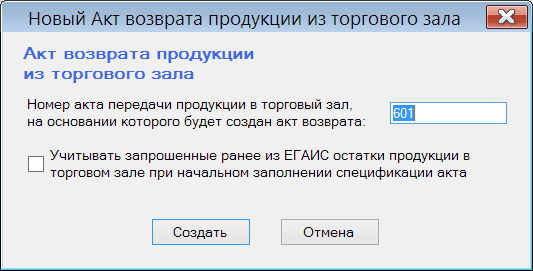 Новый Акт возврата продукции из торгового зала
Акт возврата продукции
из торгового зала
Номер акта передачи продукции в торговый зал,
на основании которого будет создан акт возврата:
601
Учитывать запрошенные ранее из ЕГАИС остатки продукции в
торговом зале при начальном заполнении спецификации акта
Создать
Отмена